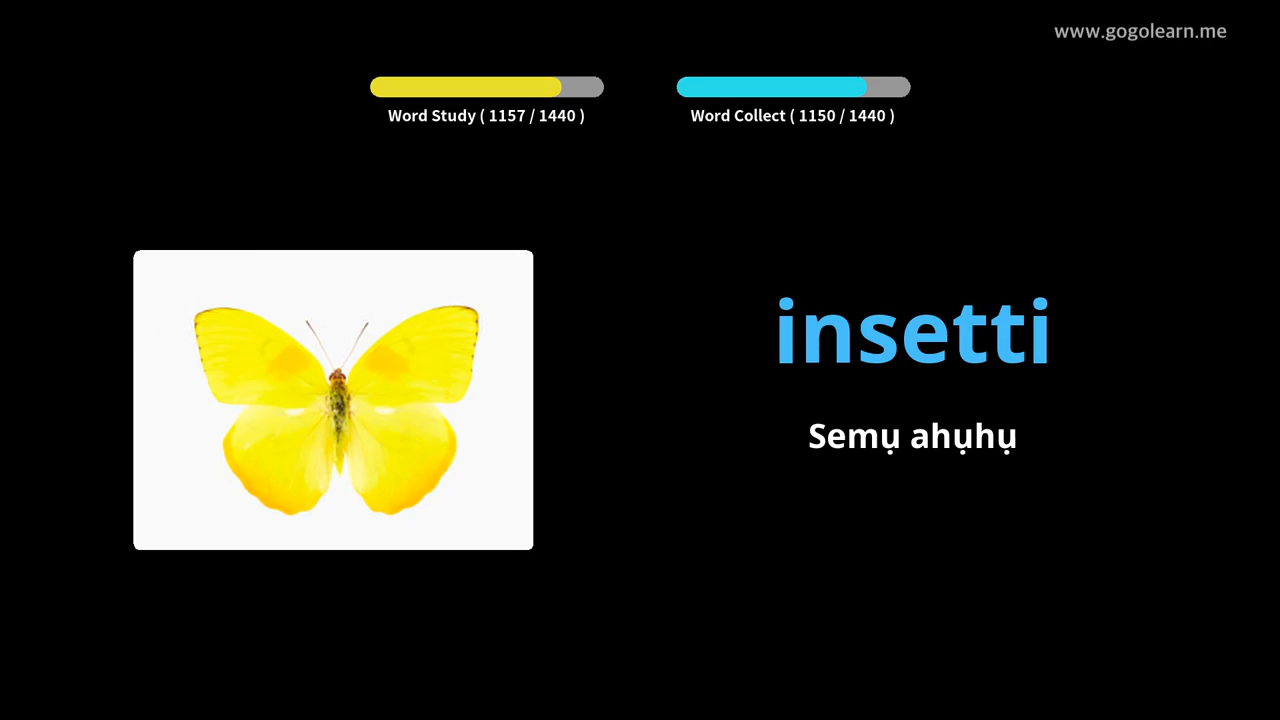 www.gogolearn.me
Word Study ( 1157 / 1440 )
Word Collect ( 1150 / 1440 )
insetti
Semụ ahụhụ